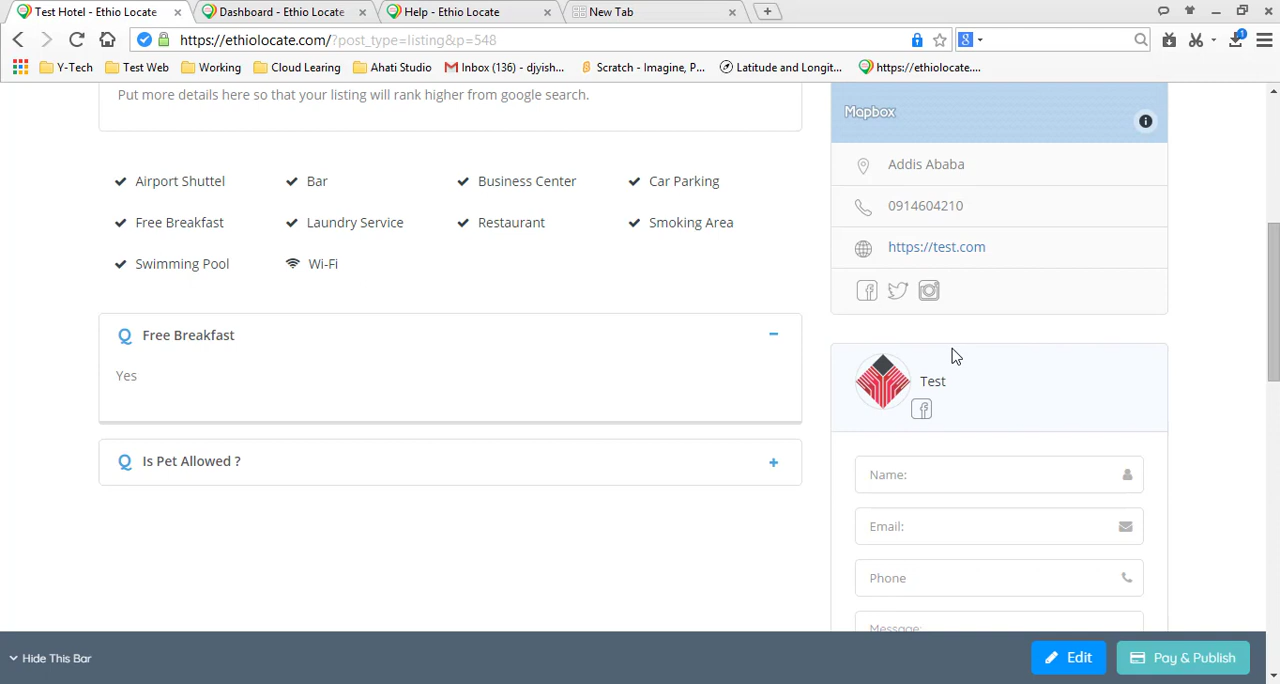 Test Hotel - Ethio Locate
Dashboard - Ethio Locate
Help - Ethio Locate
New Tab
https://ethiolocate.com/?post_type=listing&p=548
Y-Tech
Test Web
Working
Cloud Learing
Ahati Studio
Inbox (136) - djyish...
Scratch - Imagine, P...
Latitude and Longit...
https://ethiolocate....
Put more details here so that your listing will rank higher from google search.
Airport Shuttel
Bar
Business Center
Car Parking
Free Breakfast
Laundry Service
Restaurant
Smoking Area
Swimming Pool
Wi-Fi
Q Free Breakfast
Yes
Q Is Pet Allowed ?
Mapbox
Addis Ababa
0914604210
https://test.com
Test
Name:
Email:
Phone
Message:
Hide This Bar
Edit
Pay & Publish